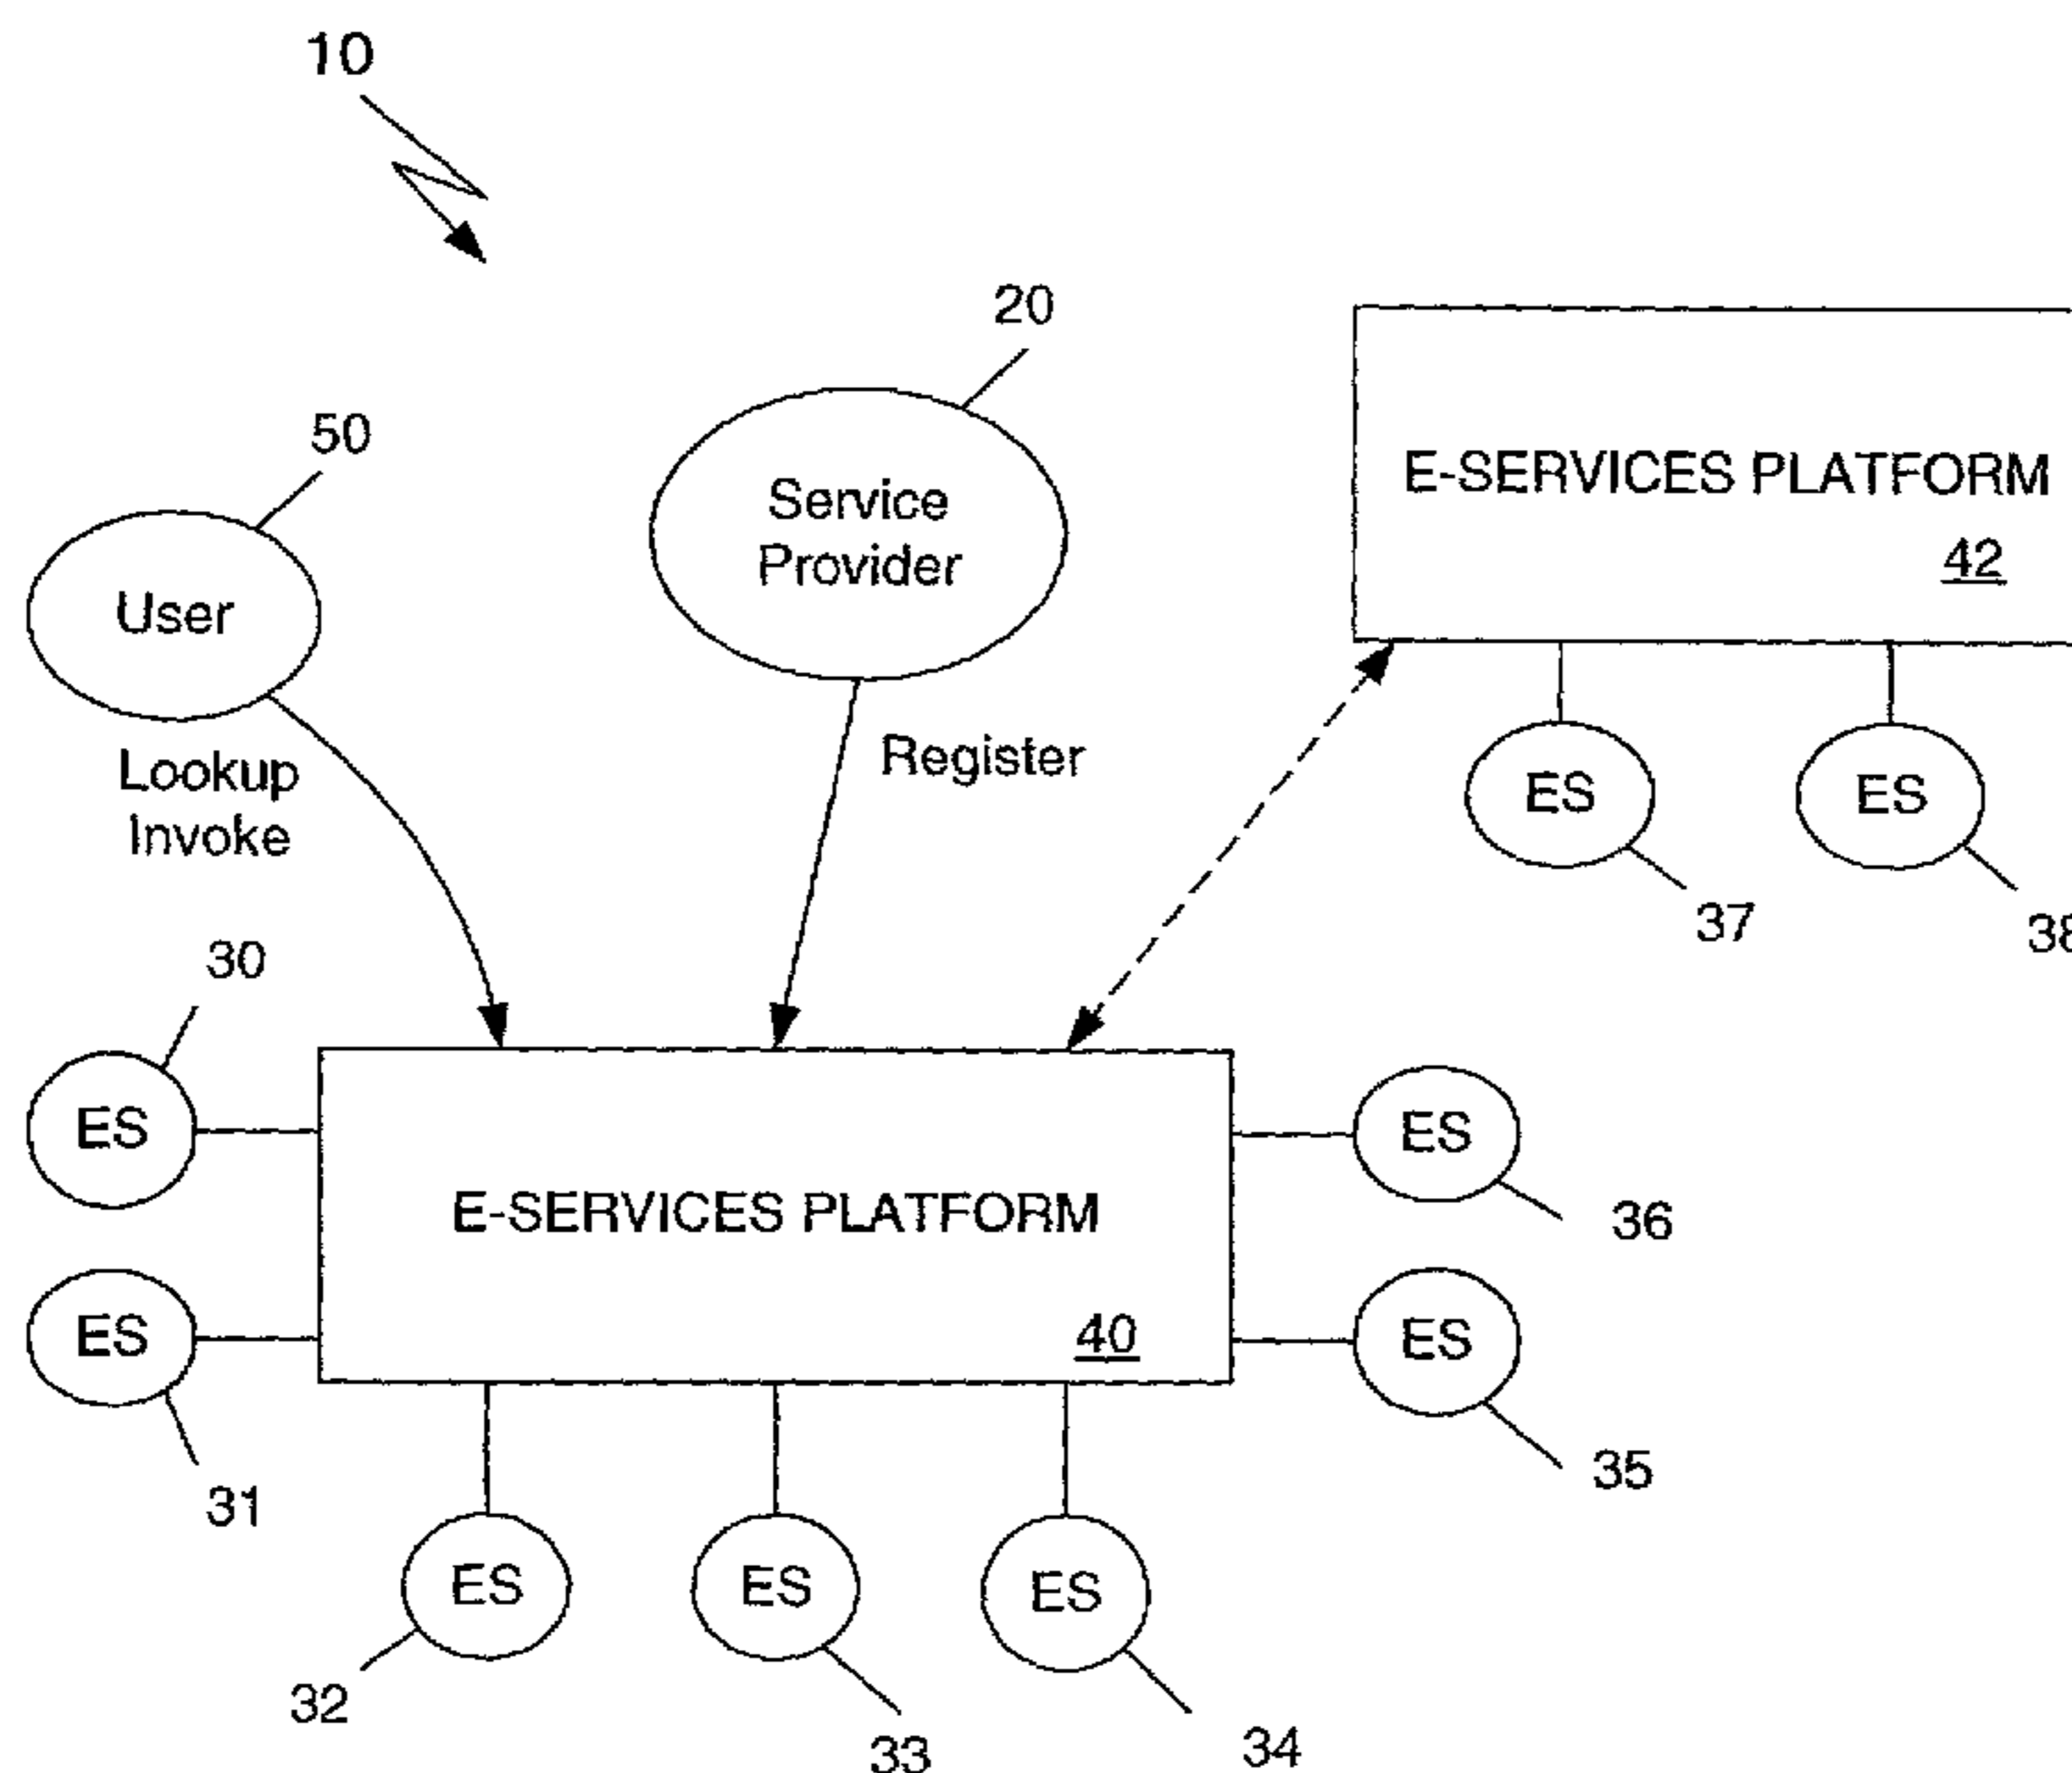 10
20
50
Service
Provider
E-SERVICES PLATFORM
42
User
Lookup
Invoke
Register
ES
ES
37
38
30
ES
ES
36
E-SERVICES PLATFORM
40
ES
ES
35
31
ES
ES
ES
32
33
34